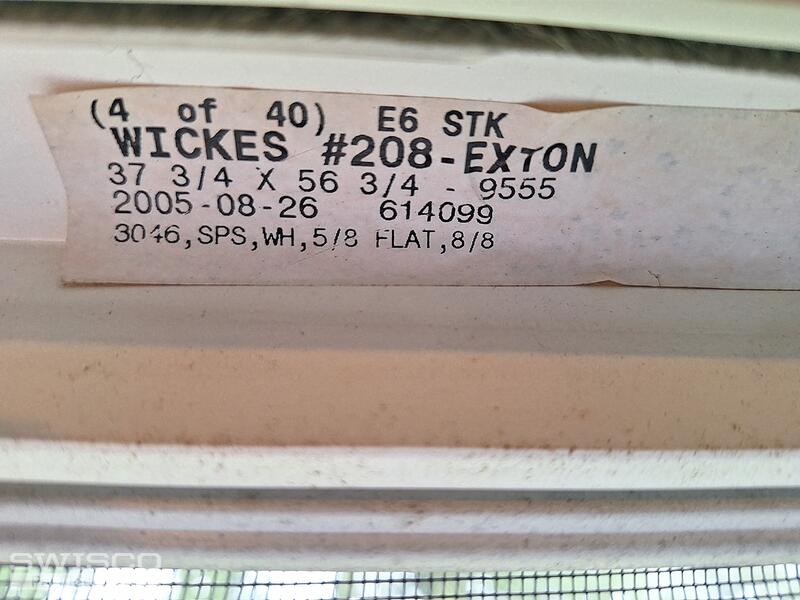 (4 of 40) E6 STK
WICKES #208-EXTON
37 3/4 X 56 3/4 - 9555
2005-08-26 614099
3046,SPS,WH,5/8 FLAT,8/8
SWISCO